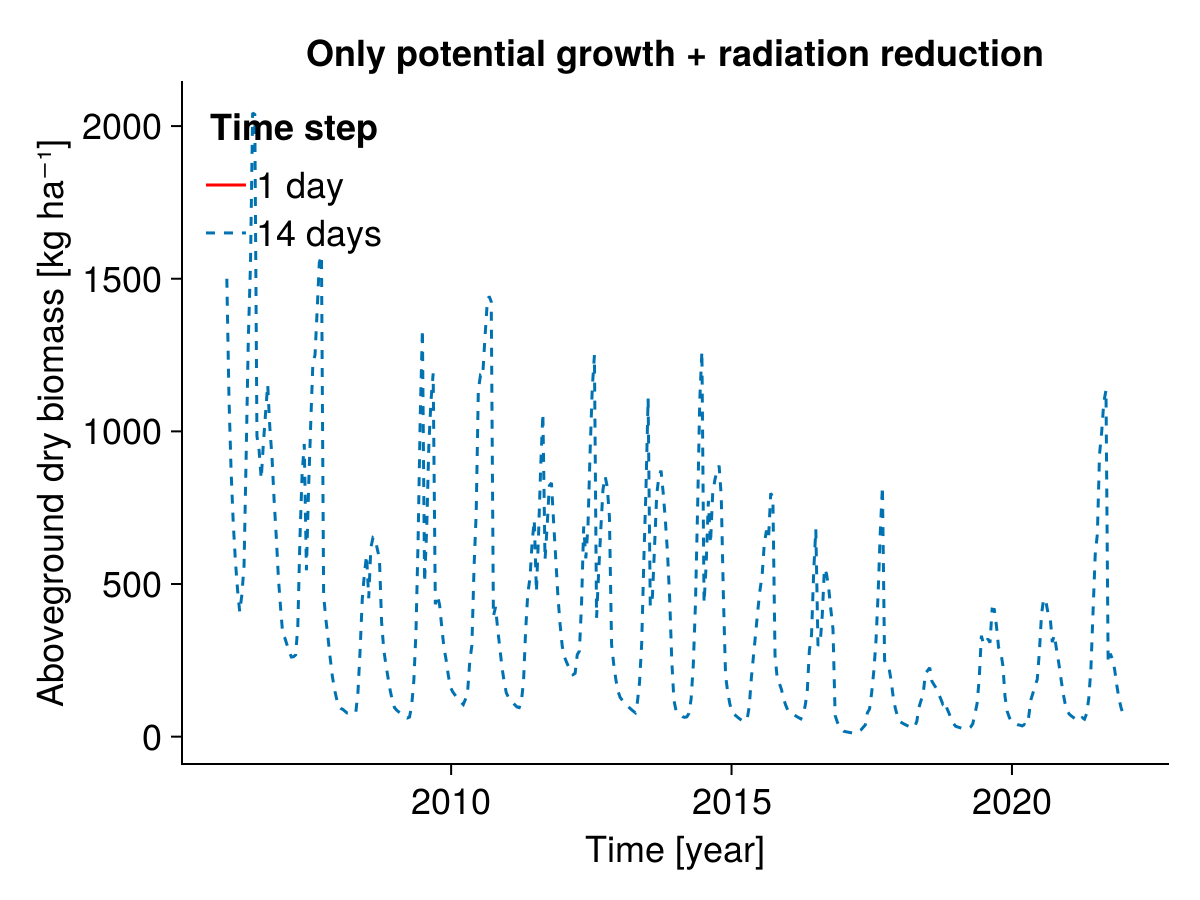 Only potential growth + radiation reduction
Time step
1 day
14 days
Aboveground dry biomass [kg ha⁻¹]
2000
1500
1000
500
0
2010
2015
2020
Time [year]